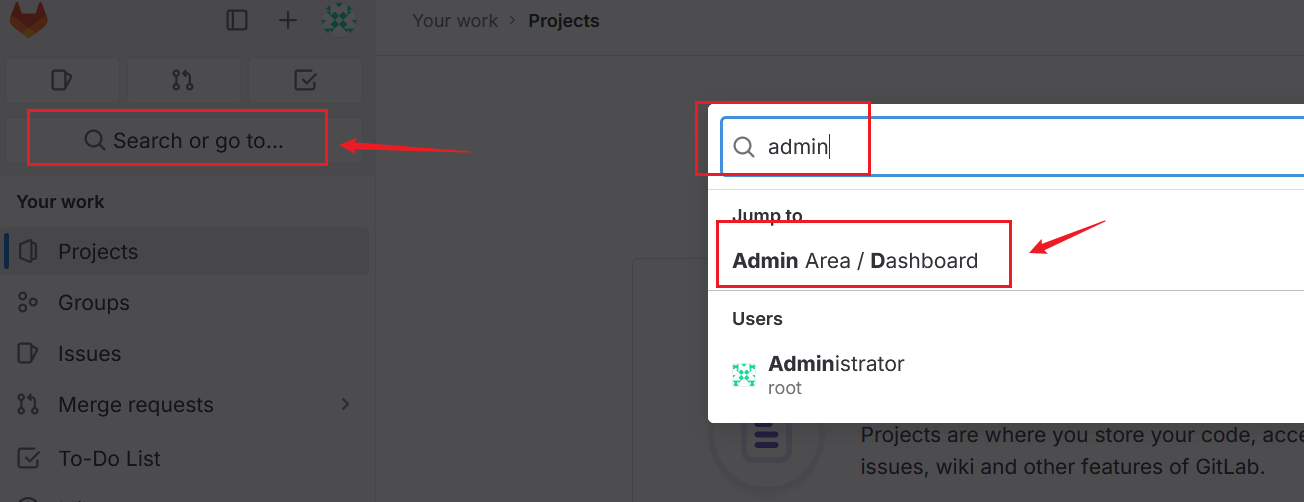 Your work > Projects
Search or go to...
Your work
Projects
Groups
Issues
Merge requests
To-Do List
admin
Jump to
Admin Area / Dashboard
Users
Administrator
root
Projects are where you store your code, acce
issues, wiki and other features of GitLab.